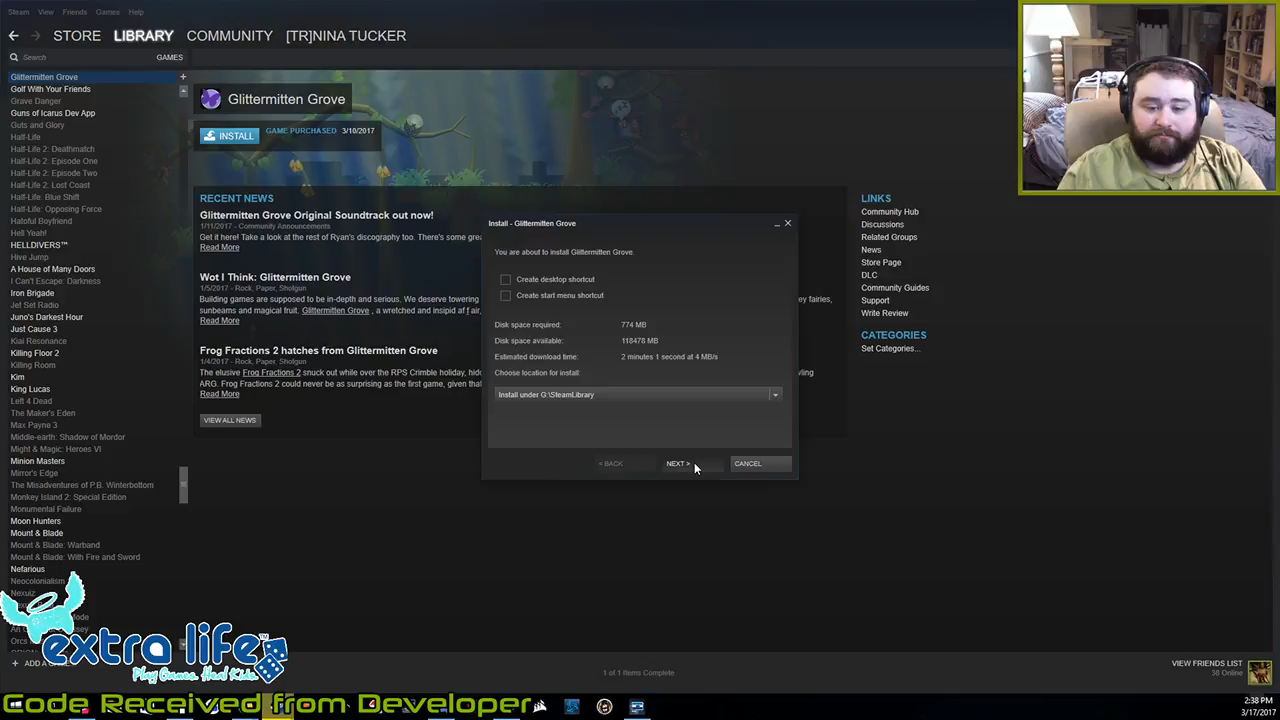 Steam View Friends Games Help
STORE LIBRARY COMMUNITY [TR]NINA TUCKER
Search GAMES
Glittermitten Grove +
Golf With Your Friends
Grave Danger
Guns of Icarus Dev App
Guts and Glory
Half-Life
Half-Life 2: Deathmatch
Half-Life 2: Episode One
Half-Life 2: Episode Two
Half-Life 2: Lost Coast
Half-Life: Blue Shift
Half-Life: Opposing Force
Hatoful Boyfriend
Hell Yeah!
HELLDIVERS™
Hive Jump
A House of Many Doors
I Can't Escape: Darkness
Iron Brigade
Jet Set Radio
Juno's Darkest Hour
Just Cause 3
Kiai Resonance
Killing Floor 2
Killing Room
Kim
King Lucas
Left 4 Dead
The Maker's Eden
Max Payne 3
Middle-earth: Shadow of Mordor
Might & Magic: Heroes VI
Minion Masters
Mirror's Edge
The Misadventures of P.B. Winterbottom
Monkey Island 2: Special Edition
Monumental Failure
Moon Hunters
Mount & Blade
Mount & Blade: Warband
Mount & Blade: With Fire and Sword
Nefarious
Neocolonialism
Nexuiz
Orcs
+ ADD A GAME
Glittermitten Grove
INSTALL GAME PURCHASED 3/10/2017
RECENT NEWS
Glittermitten Grove Original Soundtrack out now!
1/11/2017 - Community Announcements
Get it here! Take a look at the rest of Ryan's discography too. There's some grea
Read More
Wot I Think: Glittermitten Grove
1/5/2017 - Rock, Paper, Shotgun
Building games are supposed to be in-depth and serious. We deserve towering
y fairies,
sunbeams and magical fruit. Glittermitten Grove , a wretched and insipid af
air,
Read More
Frog Fractions 2 hatches from Glittermitten Grove
1/4/2017 - Rock, Paper, Shotgun
The elusive Frog Fractions 2 snuck out while over the RPS Crimble holiday, hid
wling
ARG. Frog Fractions 2 could never be as surprising as the first game, given that
Read More
VIEW ALL NEWS
Install - Glittermitten Grove
You are about to install Glittermitten Grove.
Create desktop shortcut
Create start menu shortcut
Disk space required: 774 MB
Disk space available: 118478 MB
Estimated download time: 2 minutes 1 second at 4 MB/s
Choose location for install:
Install under G:\SteamLibrary
< BACK NEXT > CANCEL
LINKS
Community Hub
Discussions
Related Groups
News
Store Page
DLC
Community Guides
Support
Write Review
CATEGORIES
Set Categories...
1 of 1 Items Complete
VIEW FRIENDS LIST
38 Online
extra life™
Play Games. Heal Kids.
Code Received from Developer
2:38 PM
3/17/2017